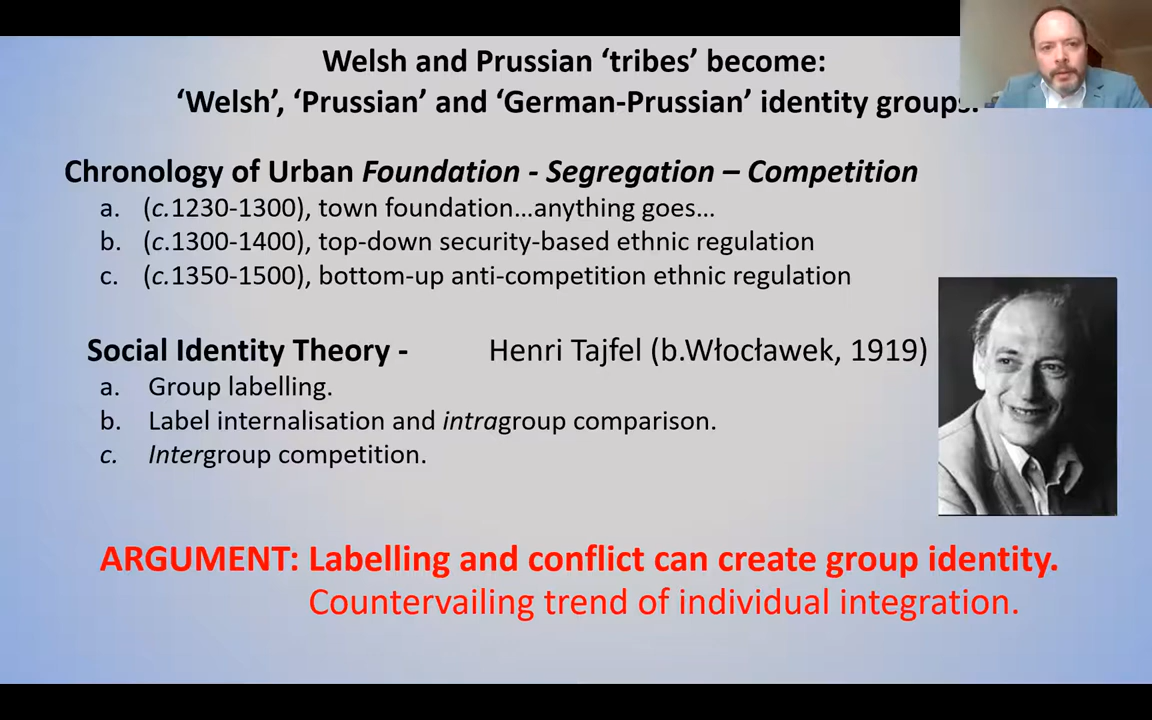 Welsh and Prussian ‘tribes’ become:
‘Welsh’, ‘Prussian’ and ‘German-Prussian’ identity groups.
Chronology of Urban Foundation - Segregation – Competition
a. (c.1230-1300), town foundation…anything goes…
b. (c.1300-1400), top-down security-based ethnic regulation
c. (c.1350-1500), bottom-up anti-competition ethnic regulation
Social Identity Theory - Henri Tajfel (b.Włocławek, 1919)
a. Group labelling.
b. Label internalisation and intragroup comparison.
c. Intergroup competition.
ARGUMENT: Labelling and conflict can create group identity.
Countervailing trend of individual integration.